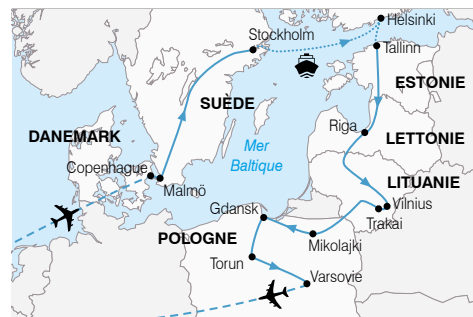 Helsinki
Stockholm
Tallinn
ESTONIE
SUÈDE
Riga
DANEMARK
LETTONIE
Mer
Baltique
Copenhague
LITUANIE
Malmö
Vilnius
Gdansk
Trakai
POLOGNE
Mikolajki
Torun
Varsovie